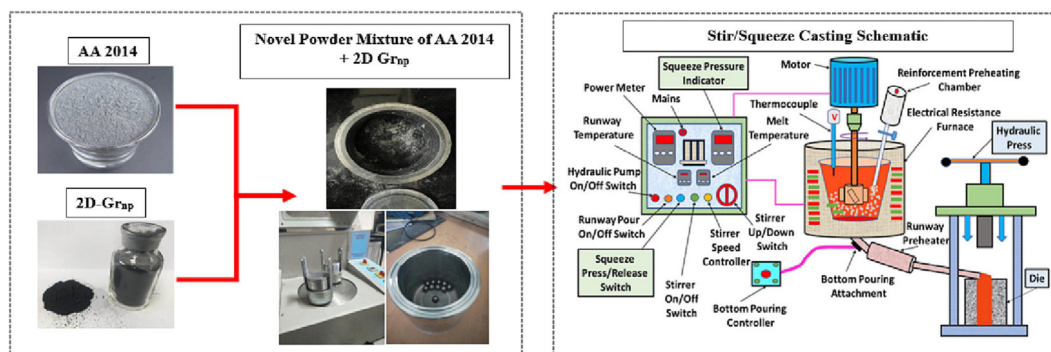 AA 2014
2D-Grnp
Novel Powder Mixture of AA 2014
+ 2D Grnp
Stir/Squeeze Casting Schematic
Squeeze Pressure
Indicator
Motor
Reinforcement Preheating
Chamber
Power Meter
Mains
Thermocouple
Melt
Temperature
Electrical Resistance
Furnace
Runway
Temperature
V
Hydraulic
Press
Hydraulic Pump
On/Off Switch
Runway Pour
On/Off Switch
Stirrer
Speed
Controller
Stirrer
Up/Down
Switch
Runway
Preheater
Squeeze
Press/Release
Switch
Stirrer
On/Off
Switch
Bottom Pouring
Attachment
Bottom Pouring
Controller
Die